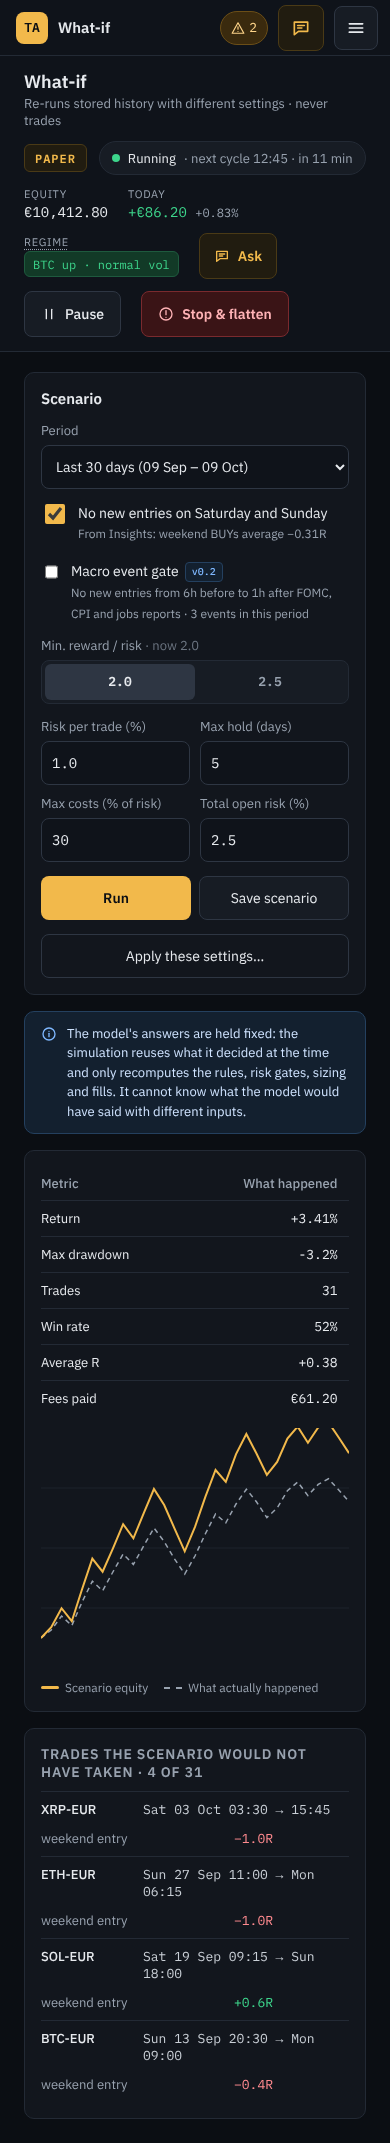 TA What-if 2
What-if
Re-runs stored history with different settings · never
trades
PAPER Running · next cycle 12:45 · in 11 min
EQUITY TODAY
€10,412.80 +€86.20 +0.83%
REGIME
BTC up · normal vol Ask
Pause Stop & flatten
Scenario
Period
Last 30 days (09 Sep – 09 Oct)
No new entries on Saturday and Sunday
From Insights: weekend BUYs average −0.31R
Macro event gate v0.2
No new entries from 6h before to 1h after FOMC,
CPI and jobs reports · 3 events in this period
Min. reward / risk · now 2.0
2.0 2.5
Risk per trade (%) Max hold (days)
1.0 5
Max costs (% of risk) Total open risk (%)
30 2.5
Run Save scenario
Apply these settings…
The model's answers are held fixed: the
simulation reuses what it decided at the time
and only recomputes the rules, risk gates, sizing
and fills. It cannot know what the model would
have said with different inputs.
Metric What happened
Return +3.41%
Max drawdown -3.2%
Trades 31
Win rate 52%
Average R +0.38
Fees paid €61.20
Scenario equity What actually happened
TRADES THE SCENARIO WOULD NOT
HAVE TAKEN · 4 OF 31
XRP-EUR Sat 03 Oct 03:30 → 15:45
weekend entry −1.0R
ETH-EUR Sun 27 Sep 11:00 → Mon
06:15
weekend entry −1.0R
SOL-EUR Sat 19 Sep 09:15 → Sun
18:00
weekend entry +0.6R
BTC-EUR Sun 13 Sep 20:30 → Mon
09:00
weekend entry −0.4R